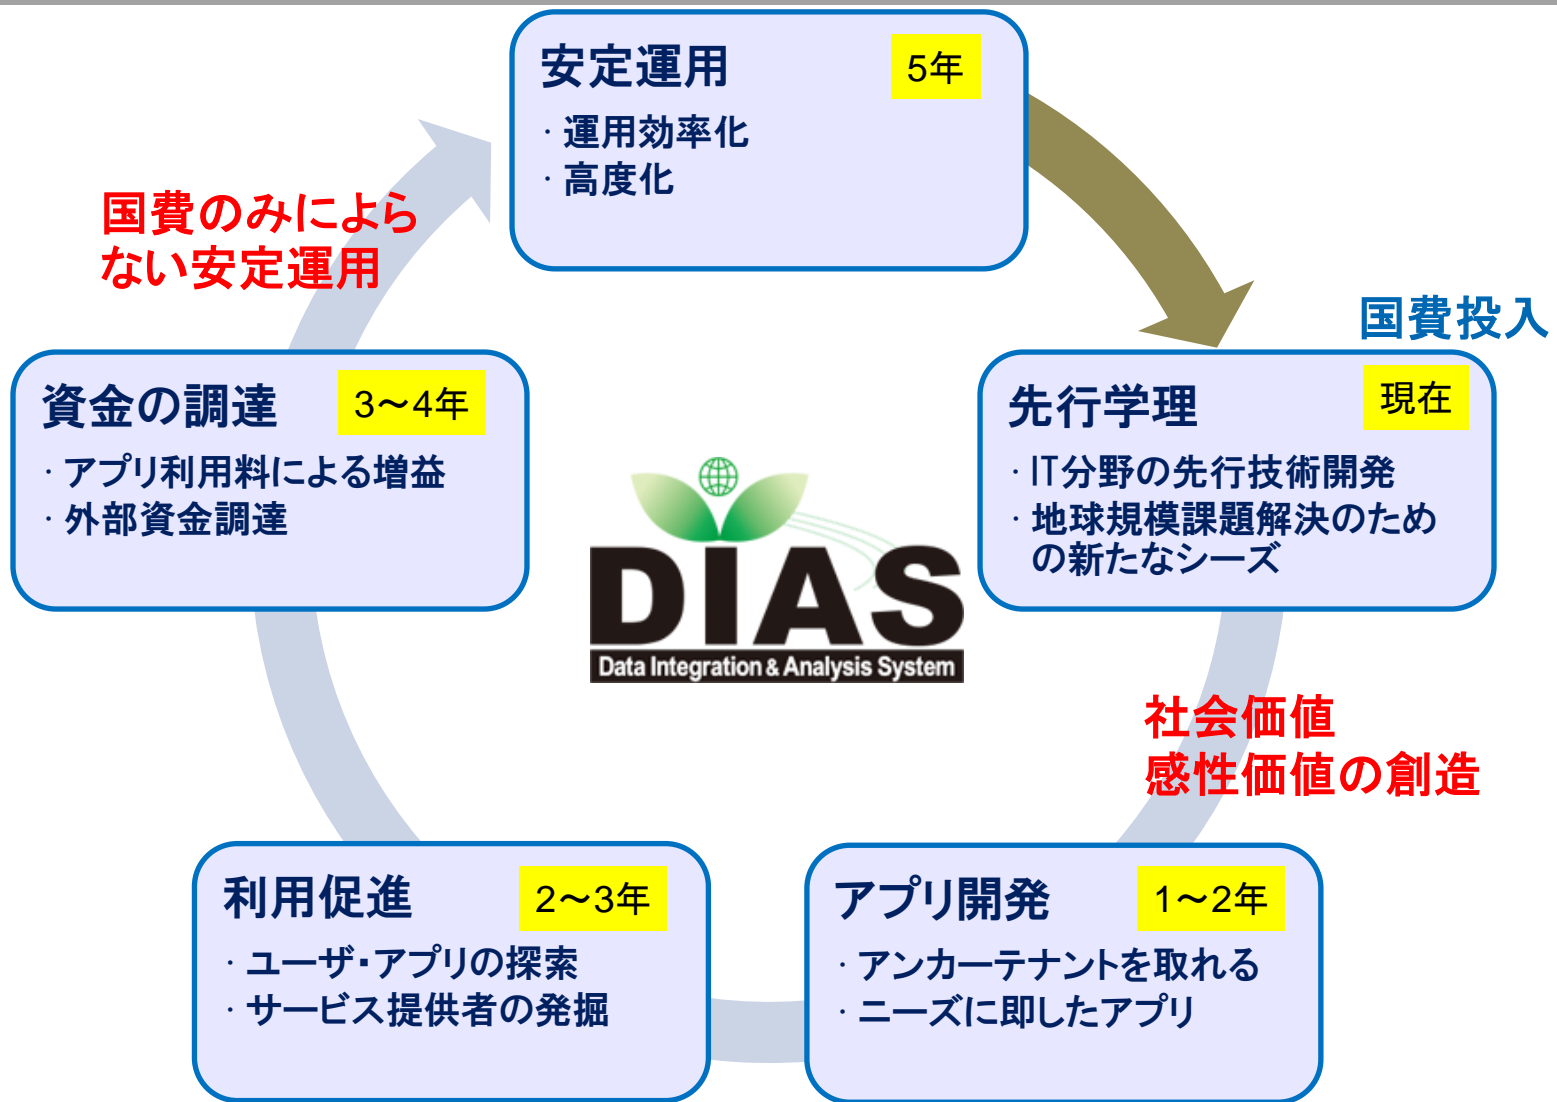 安定運用
5年
・運用効率化
・高度化
国費のみによら
ない安定運用
国費投入
資金の調達
3～4年
・アプリ利用料による増益
・外部資金調達
先行学理
現在
・IT分野の先行技術開発
・地球規模課題解決のため
の新たなシーズ
DIAS
Data Integration & Analysis System
社会価値
感性価値の創造
利用促進
2～3年
・ユーザ・アプリの探索
・サービス提供者の発掘
アプリ開発
1～2年
・アンカーテナントを取れる
・ニーズに即したアプリ